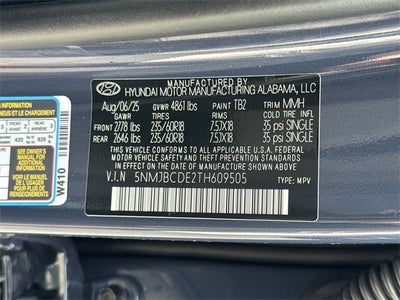 MANUFACTURED BY
HYUNDAI MOTOR MANUFACTURING ALABAMA, LLC
Aug/06/25 GVWR 4861 lbs PAINT TB2 TRIM MMH
GAWR TIRES RIMS COLD
FRONT 2778 lbs 235/60R18 7.5JX18 35 psi SINGLE
REAR 2646 lbs 235/60R18 7.5JX18 35 psi SINGLE
THIS VEHICLE CONFORMS TO ALL APPLICABLE U.S.
FEDERAL MOTOR VEHICLE SAFETY AND THEFT PREVENTION
STANDARDS IN EFFECT ON THE DATE OF MANUFACTURE
SHOWN ABOVE.
V.I.N 5NMJBCDE2TH609505 TYPE: MPV
W410